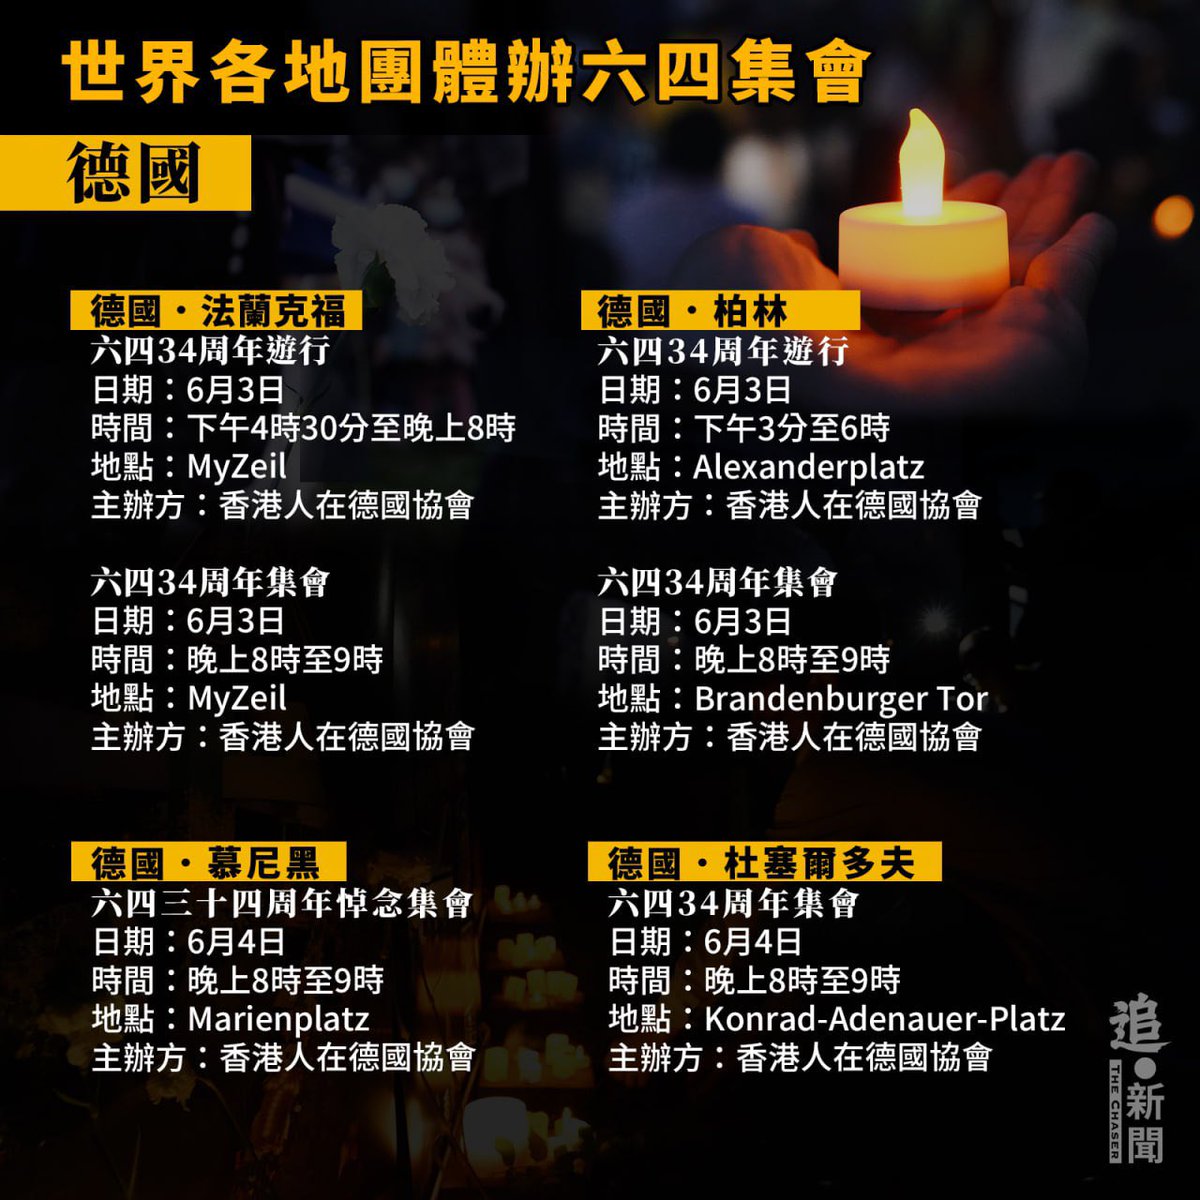 世界各地團體辦六四集會
德國
德國・法蘭克福
六四34周年遊行
日期：6月3日
時間：下午4時30分至晚上8時
地點：MyZeil
主辦方：香港人在德國協會
六四34周年集會
日期：6月3日
時間：晚上8時至9時
地點：MyZeil
主辦方：香港人在德國協會
德國・柏林
六四34周年遊行
日期：6月3日
時間：下午3分至6時
地點：Alexanderplatz
主辦方：香港人在德國協會
六四34周年集會
日期：6月3日
時間：晚上8時至9時
地點：Brandenburger Tor
主辦方：香港人在德國協會
德國・慕尼黑
六四三十四周年悼念集會
日期：6月4日
時間：晚上8時至9時
地點：Marienplatz
主辦方：香港人在德國協會
德國・杜塞爾多夫
六四34周年集會
日期：6月4日
時間：晚上8時至9時
地點：Konrad-Adenauer-Platz
主辦方：香港人在德國協會
追・新聞
THE CHASER